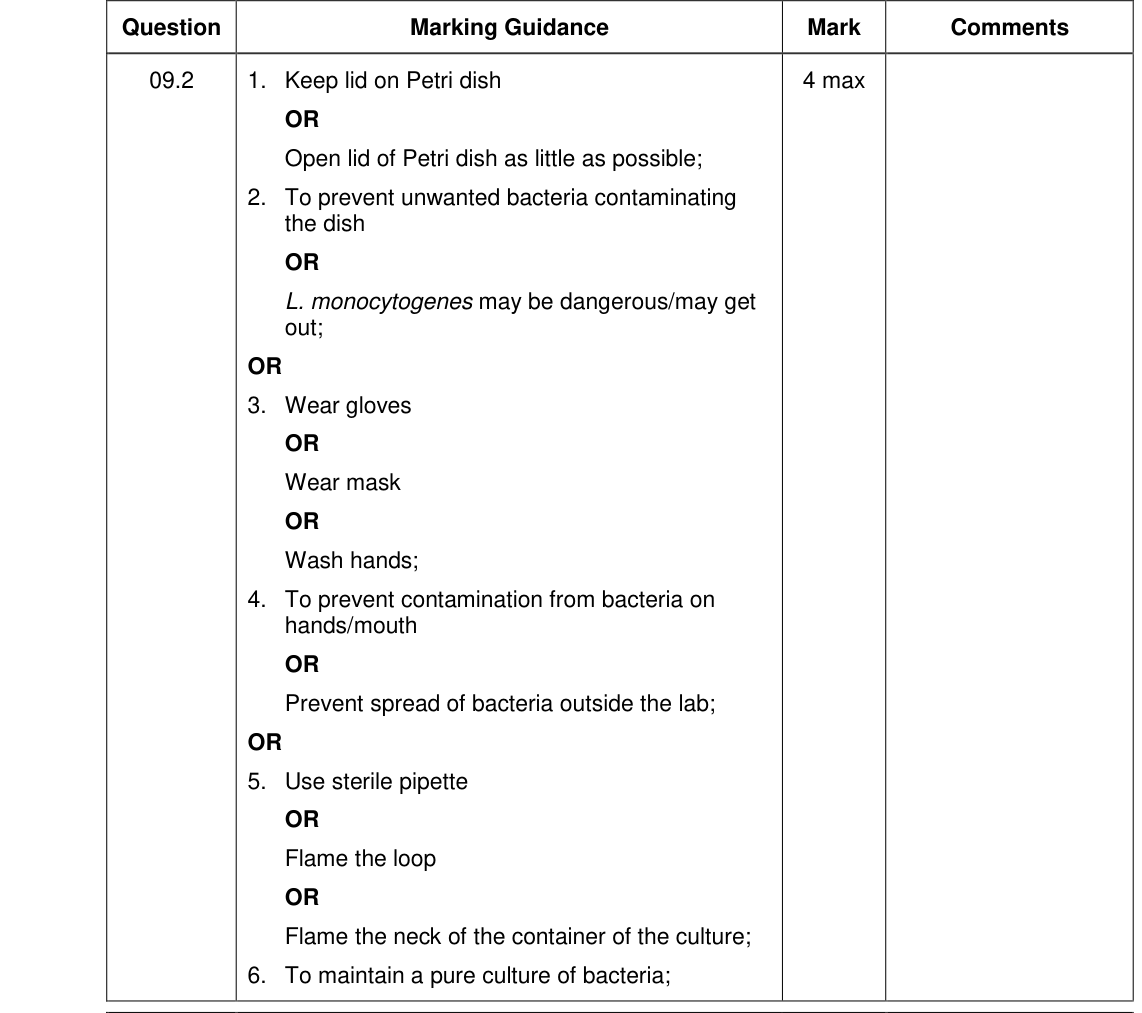 Question Marking Guidance Mark Comments
09.2 1. Keep lid on Petri dish 4 max
OR
Open lid of Petri dish as little as possible;
2. To prevent unwanted bacteria contaminating
the dish
OR
L. monocytogenes may be dangerous/may get
out;
OR
3. Wear gloves
OR
Wear mask
OR
Wash hands;
4. To prevent contamination from bacteria on
hands/mouth
OR
Prevent spread of bacteria outside the lab;
OR
5. Use sterile pipette
OR
Flame the loop
OR
Flame the neck of the container of the culture;
6. To maintain a pure culture of bacteria;